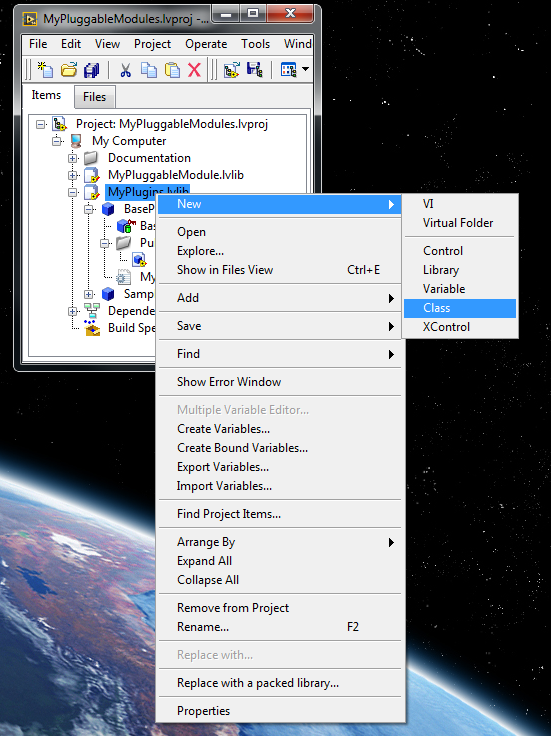 MyPluggableModules.lvproj -...
File Edit View Project Operate Tools Wind
Items Files
Project: MyPluggableModules.lvproj
My Computer
Documentation
MyPluggableModule.lvlib
MyPlugins.lvlib
BaseP
Pu
My
Samp
Depende
Build Spe
New
Open
Explore...
Show in Files View Ctrl+E
Add
Save
Find
Show Error Window
Multiple Variable Editor...
Create Variables...
Create Bound Variables...
Export Variables...
Import Variables...
Find Project Items...
Arrange By
Expand All
Collapse All
Remove from Project
Rename... F2
Replace with...
Replace with a packed library...
Properties
VI
Virtual Folder
Control
Library
Variable
Class
XControl